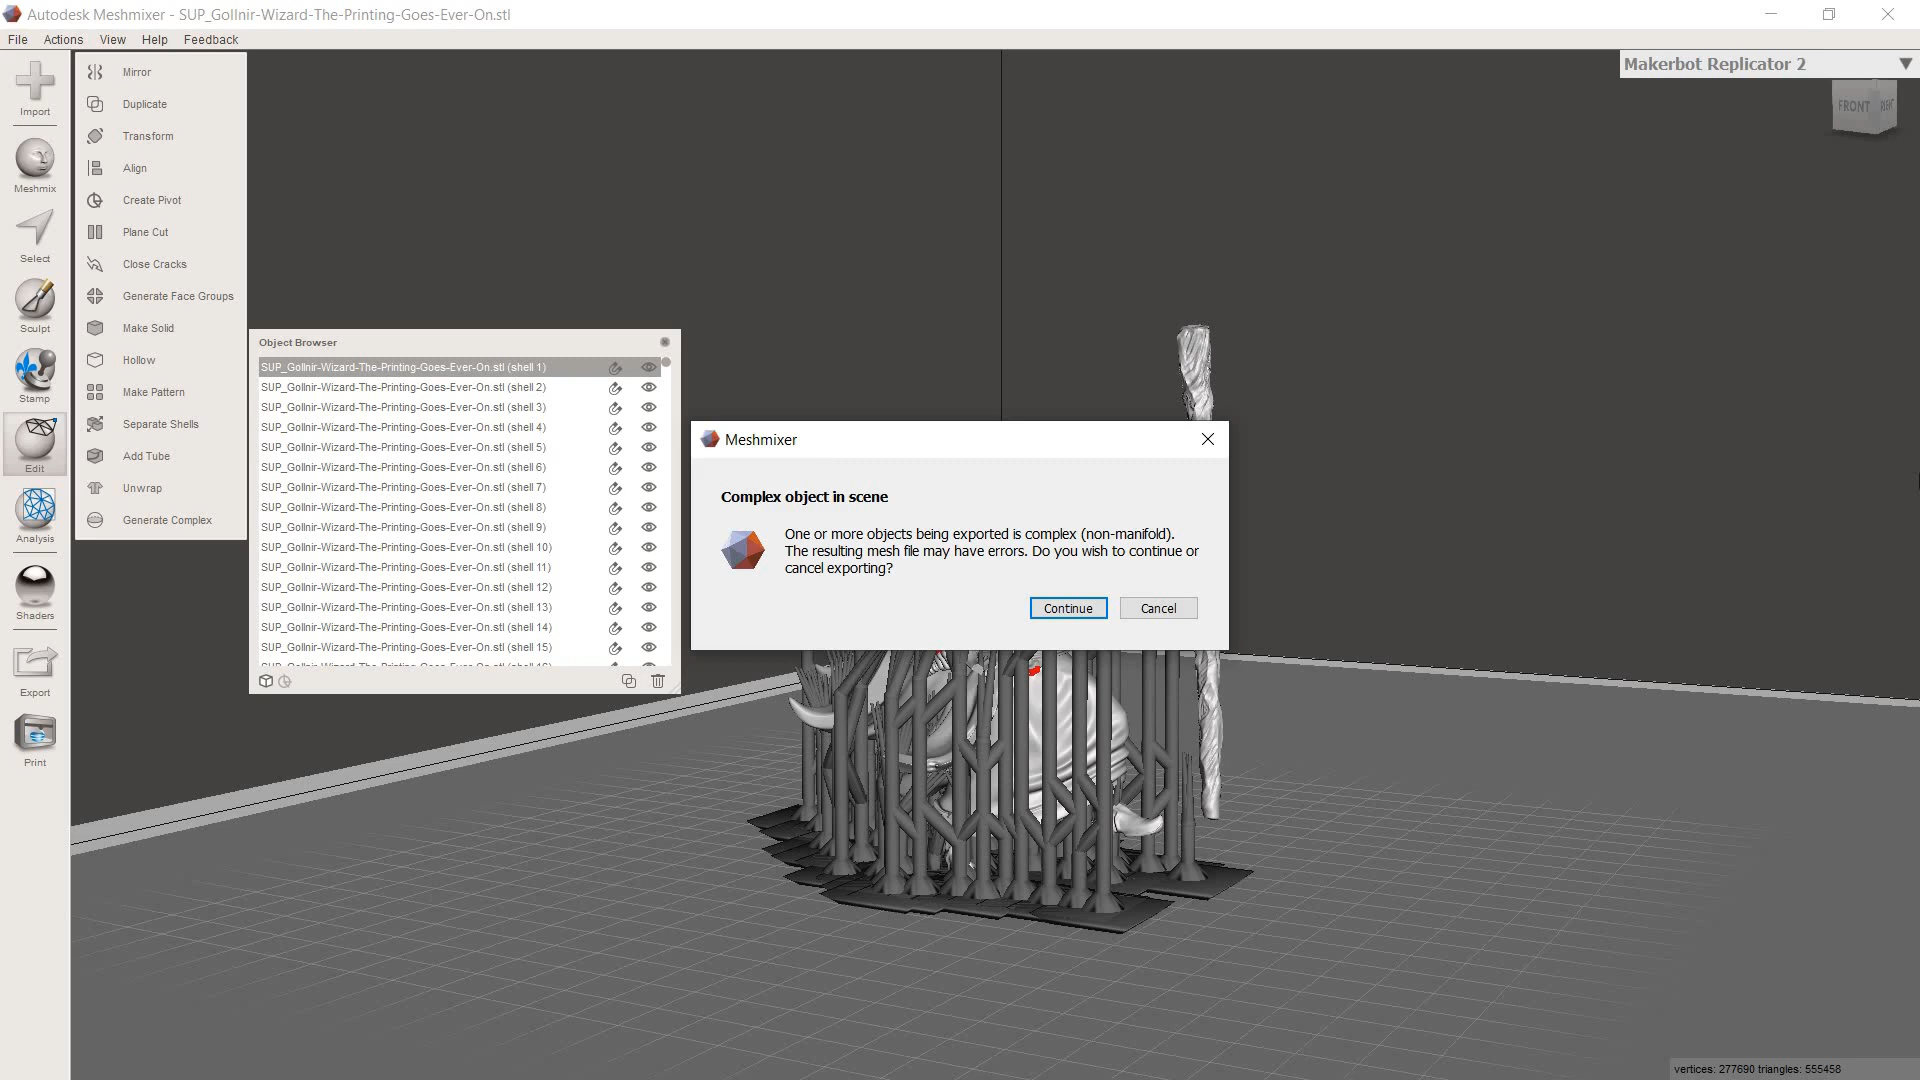 Autodesk Meshmixer - SUP_Gollnir-Wizard-The-Printing-Goes-Ever-On.stl
File Actions View Help Feedback
Import
Meshmix
Select
Sculpt
Stamp
Edit
Analysis
Shaders
Export
Print
Mirror
Duplicate
Transform
Align
Create Pivot
Plane Cut
Close Cracks
Generate Face Groups
Make Solid
Hollow
Make Pattern
Separate Shells
Add Tube
Unwrap
Generate Complex
Object Browser
SUP_Gollnir-Wizard-The-Printing-Goes-Ever-On.stl (shell 1)
SUP_Gollnir-Wizard-The-Printing-Goes-Ever-On.stl (shell 2)
SUP_Gollnir-Wizard-The-Printing-Goes-Ever-On.stl (shell 3)
SUP_Gollnir-Wizard-The-Printing-Goes-Ever-On.stl (shell 4)
SUP_Gollnir-Wizard-The-Printing-Goes-Ever-On.stl (shell 5)
SUP_Gollnir-Wizard-The-Printing-Goes-Ever-On.stl (shell 6)
SUP_Gollnir-Wizard-The-Printing-Goes-Ever-On.stl (shell 7)
SUP_Gollnir-Wizard-The-Printing-Goes-Ever-On.stl (shell 8)
SUP_Gollnir-Wizard-The-Printing-Goes-Ever-On.stl (shell 9)
SUP_Gollnir-Wizard-The-Printing-Goes-Ever-On.stl (shell 10)
SUP_Gollnir-Wizard-The-Printing-Goes-Ever-On.stl (shell 11)
SUP_Gollnir-Wizard-The-Printing-Goes-Ever-On.stl (shell 12)
SUP_Gollnir-Wizard-The-Printing-Goes-Ever-On.stl (shell 13)
SUP_Gollnir-Wizard-The-Printing-Goes-Ever-On.stl (shell 14)
SUP_Gollnir-Wizard-The-Printing-Goes-Ever-On.stl (shell 15)
Meshmixer
Complex object in scene
One or more objects being exported is complex (non-manifold).
The resulting mesh file may have errors. Do you wish to continue or
cancel exporting?
Continue Cancel
Makerbot Replicator 2
FRONT RIGHT
vertices: 277690 triangles: 555458